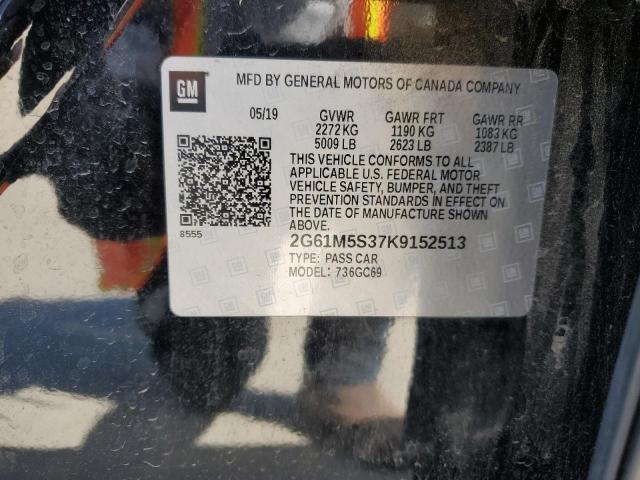 GM
MFD BY GENERAL MOTORS OF CANADA COMPANY
05/19 GVWR GAWR FRT GAWR RR
2272 KG 1190 KG 1083 KG
5009 LB 2623 LB 2387 LB
THIS VEHICLE CONFORMS TO ALL
APPLICABLE U.S. FEDERAL MOTOR
VEHICLE SAFETY, BUMPER, AND THEFT
PREVENTION STANDARDS IN EFFECT ON
THE DATE OF MANUFACTURE SHOWN
ABOVE.
8555
2G61M5S37K9152513
TYPE: PASS CAR
MODEL: 736GC69